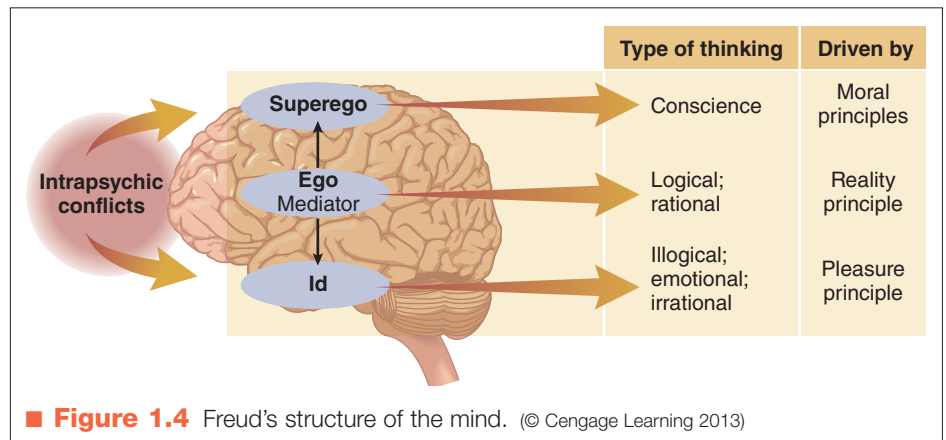 Type of thinking
Driven by
Superego
Conscience
Moral
principles
Intrapsychic
conflicts
Ego
Mediator
Logical;
rational
Reality
principle
Id
Illogical;
emotional;
irrational
Pleasure
principle
■ Figure 1.4 Freud's structure of the mind. (© Cengage Learning 2013)